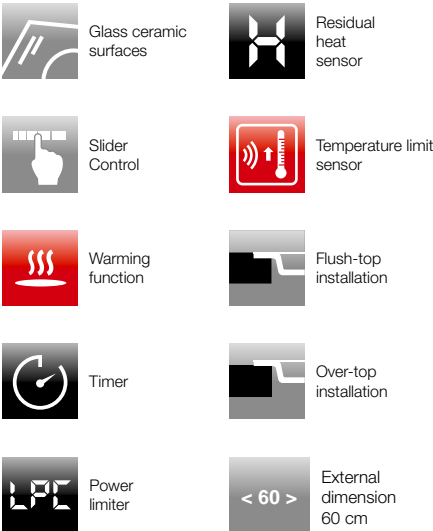 Glass ceramic
surfaces
H
Residual
heat
sensor
Slider
Control
Temperature limit
sensor
Warming
function
Flush-top
installation
Timer
Over-top
installation
LPC
Power
limiter
< 60 >
External
dimension
60 cm